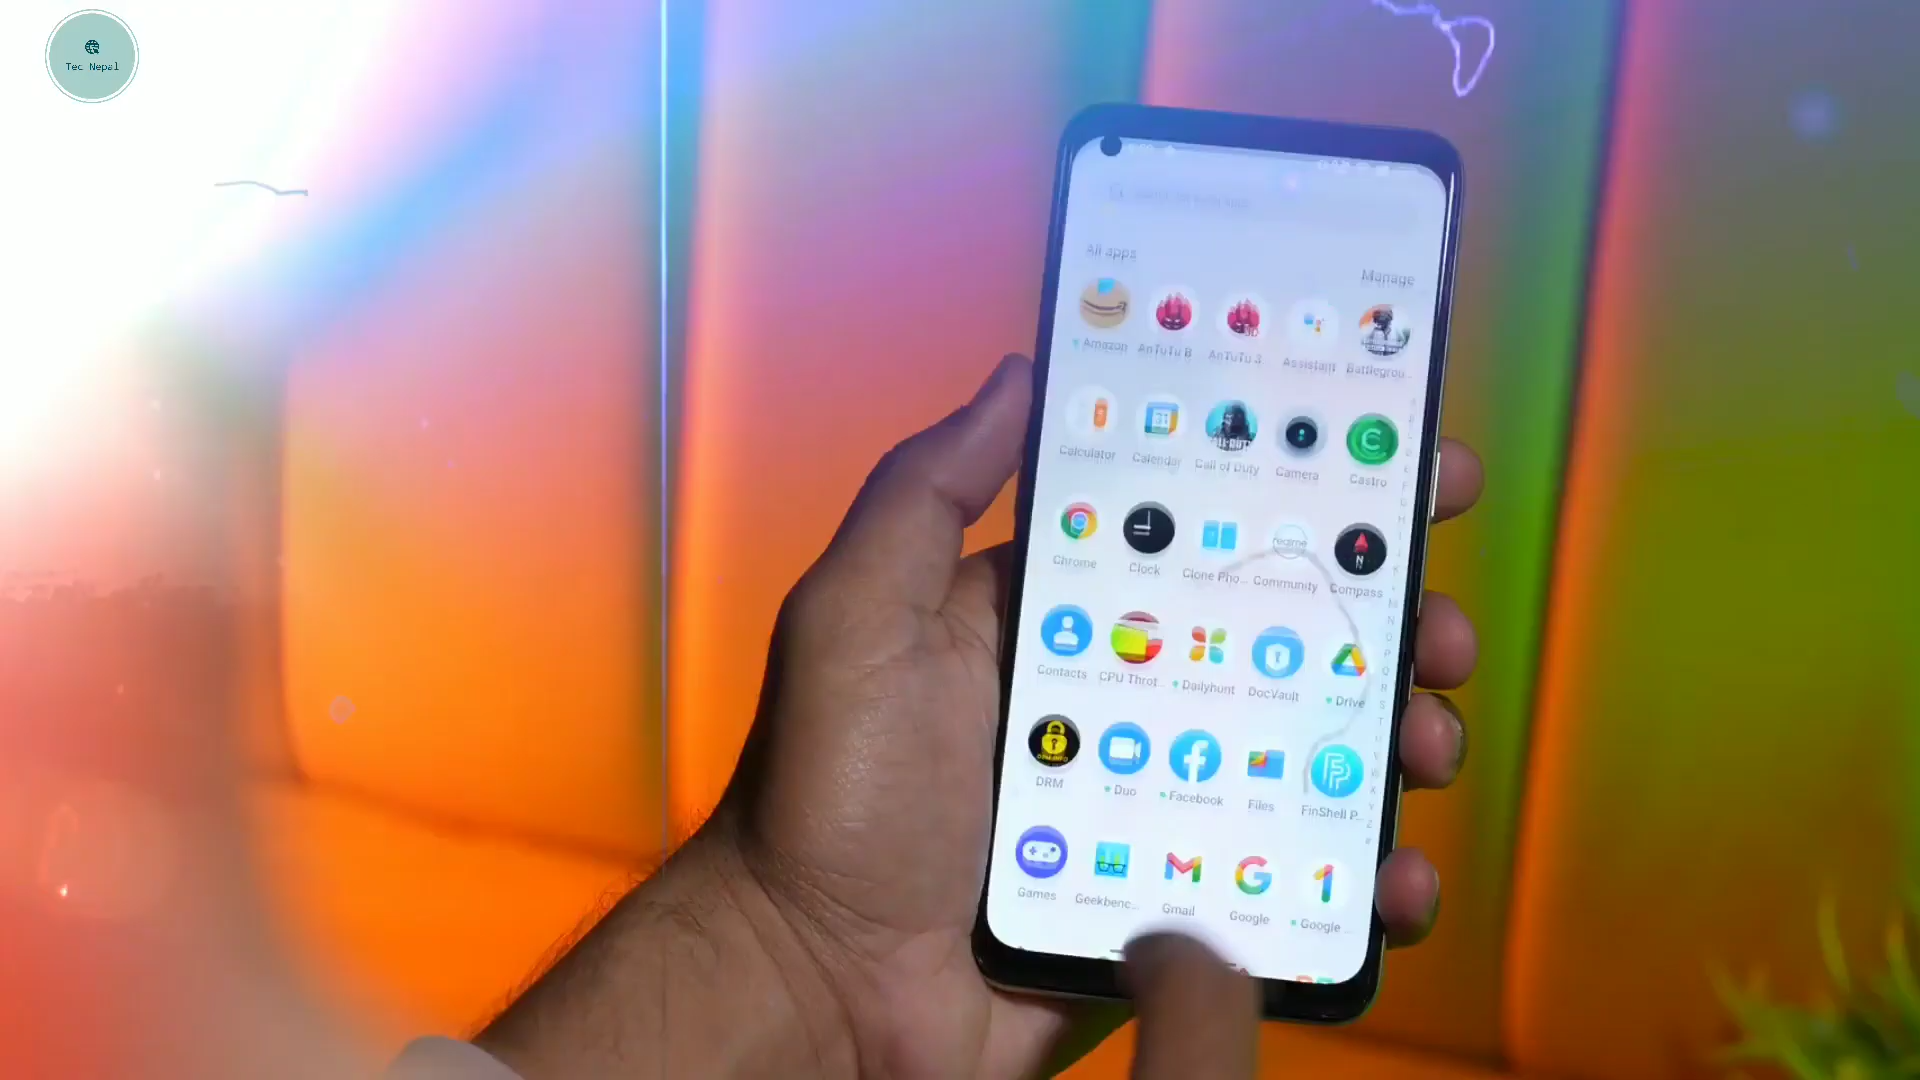 Tec Nepal
All apps
Manage
Amazon
AnTuTu B
AnTuTu 3
Assistant
Battlegrou...
Calculator
Calendar
Call of Duty
Camera
Castro
Chrome
Clock
Clone Pho...
Community
Compass
realme
Contacts
CPU Throt...
Dailyhunt
DocVault
Drive
DRM
Duo
Facebook
Files
FinShell P...
Games
Geekbenc...
Gmail
Google
Google ...